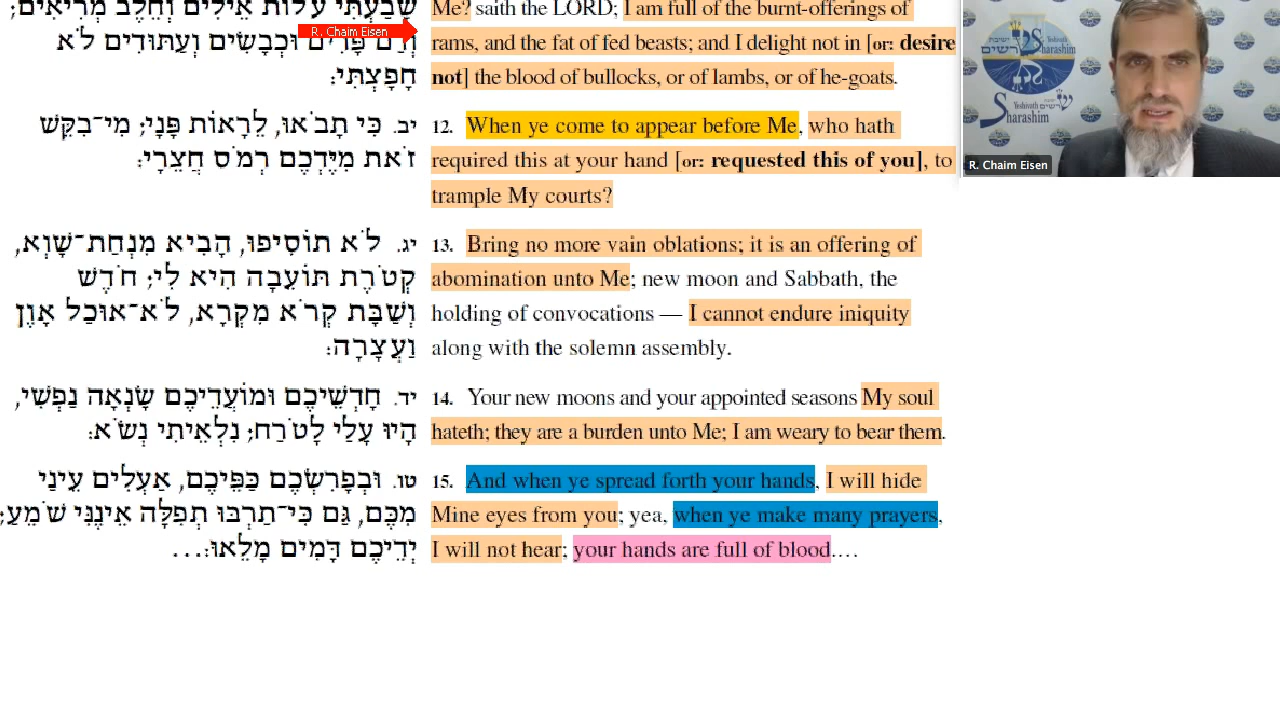 שָׂבַעְתִּי עֹלוֹת אֵילִים וְחֵלֶב מְרִיאִים;
וְדַם פָּרִים וּכְבָשִׂים וְעַתּוּדִים לֹא
חָפָצְתִּי:
יב. כִּי תָבֹאוּ, לֵרָאוֹת פָּנָי; מִי־בִקֵּשׁ
זֹאת מִיֶּדְכֶם רְמֹס חֲצֵרָי:
יג. לֹא תוֹסִיפוּ, הָבִיא מִנְחַת־שָׁוְא,
קְטֹרֶת תּוֹעֵבָה הִיא לִי; חֹדֶשׁ
וְשַׁבָּת קְרֹא מִקְרָא, לֹא־אוּכַל אָוֶן
וַעֲצָרָה:
יד. חָדְשֵׁיכֶם וּמוֹעֲדֵיכֶם שָׂנְאָה נַפְשִׁי,
הָיוּ עָלַי לָטֹרַח; נִלְאֵיתִי נְשֹׂא:
טו. וּבְפָרִשְׂכֶם כַּפֵּיכֶם, אַעְלִים עֵינַי
מִכֶּם, גַּם כִּי־תַרְבּוּ תְפִלָּה אֵינֶנִּי שֹׁמֵעַ;
יְדֵיכֶם דָּמִים מָלֵאוּ:...
R. Chaim Eisen
Me? saith the LORD; I am full of the burnt-offerings of
rams, and the fat of fed beasts; and I delight not in [or: desire
not] the blood of bullocks, or of lambs, or of he-goats.
12. When ye come to appear before Me, who hath
required this at your hand [or: requested this of you], to
trample My courts?
13. Bring no more vain oblations; it is an offering of
abomination unto Me; new moon and Sabbath, the
holding of convocations — I cannot endure iniquity
along with the solemn assembly.
14. Your new moons and your appointed seasons My soul
hateth; they are a burden unto Me; I am weary to bear them.
15. And when ye spread forth your hands, I will hide
Mine eyes from you; yea, when ye make many prayers,
I will not hear; your hands are full of blood.…
ישיבת
שרשים
Yeshivath
Sharashim
Yeshivath
Sharashim
R. Chaim Eisen